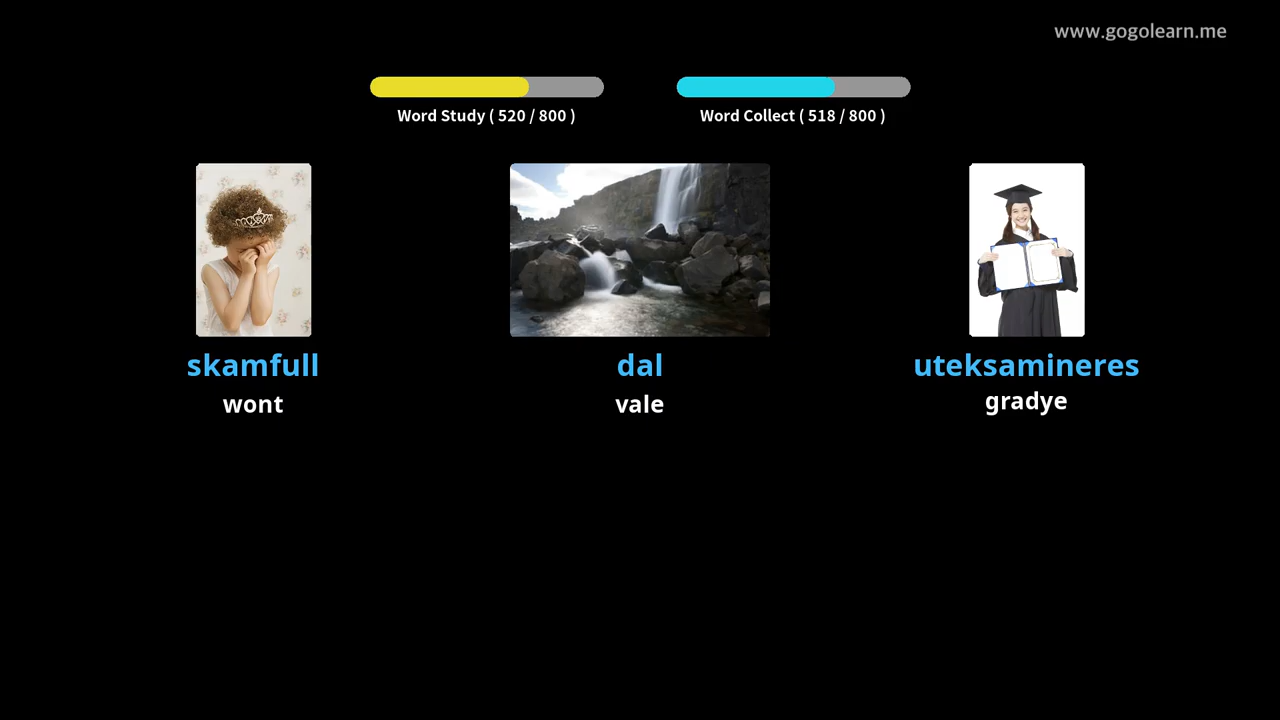 www.gogolearn.me
Word Study ( 520 / 800 )
Word Collect ( 518 / 800 )
skamfull
dal
uteksamineres
wont
vale
gradye